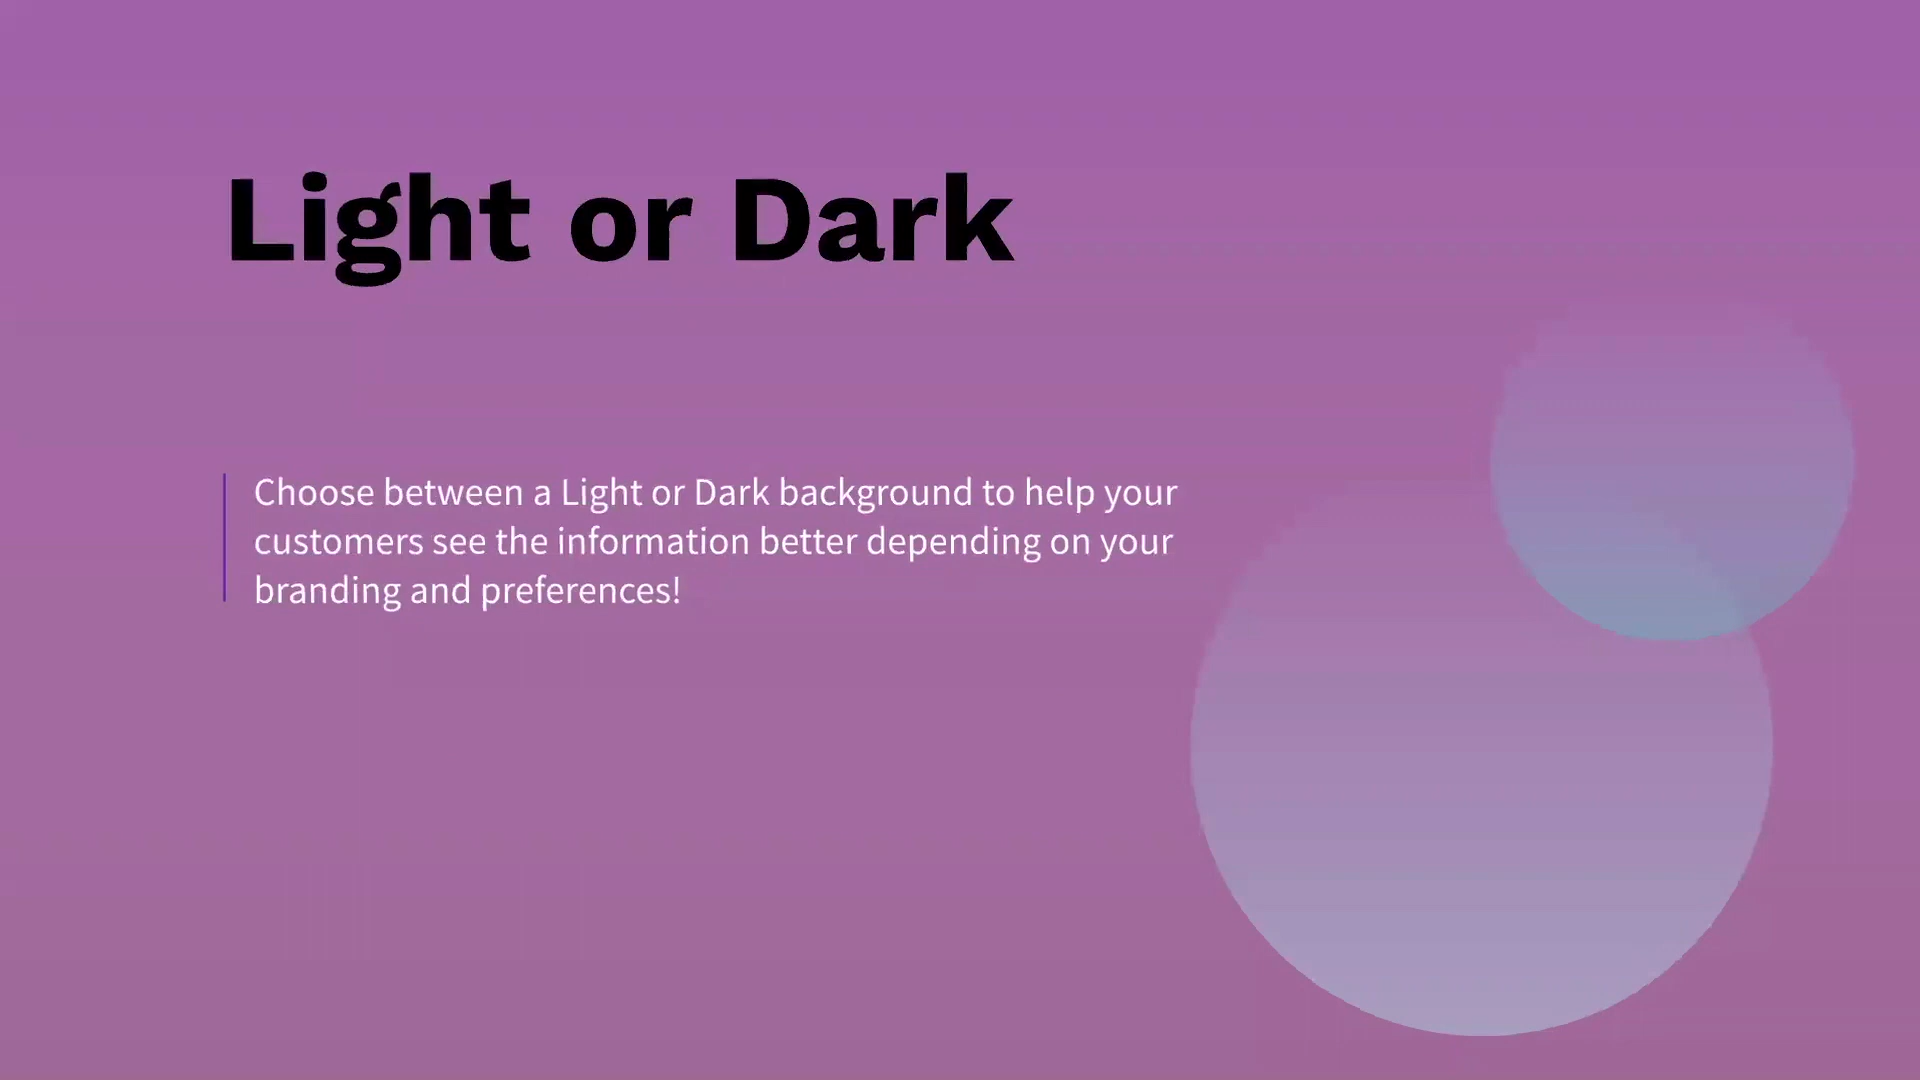 Light or Dark
Choose between a Light or Dark background to help your
customers see the information better depending on your
branding and preferences!